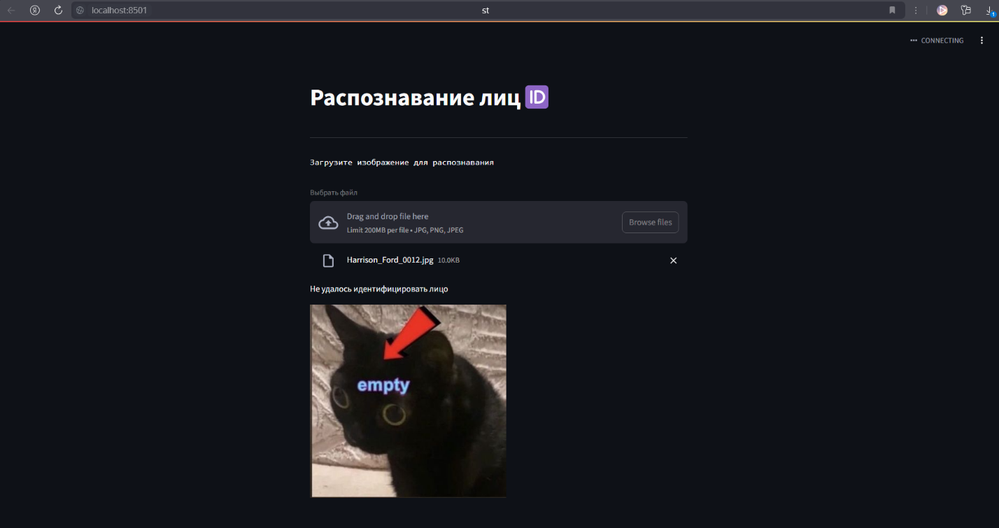 localhost:8501
st
1
CONNECTING
Распознавание лиц 🆔
Загрузите изображение для распознавания
Выбрать файл
Drag and drop file here
Limit 200MB per file • JPG, PNG, JPEG
Browse files
Harrison_Ford_0012.jpg 10.0KB
Не удалось идентифицировать лицо
empty